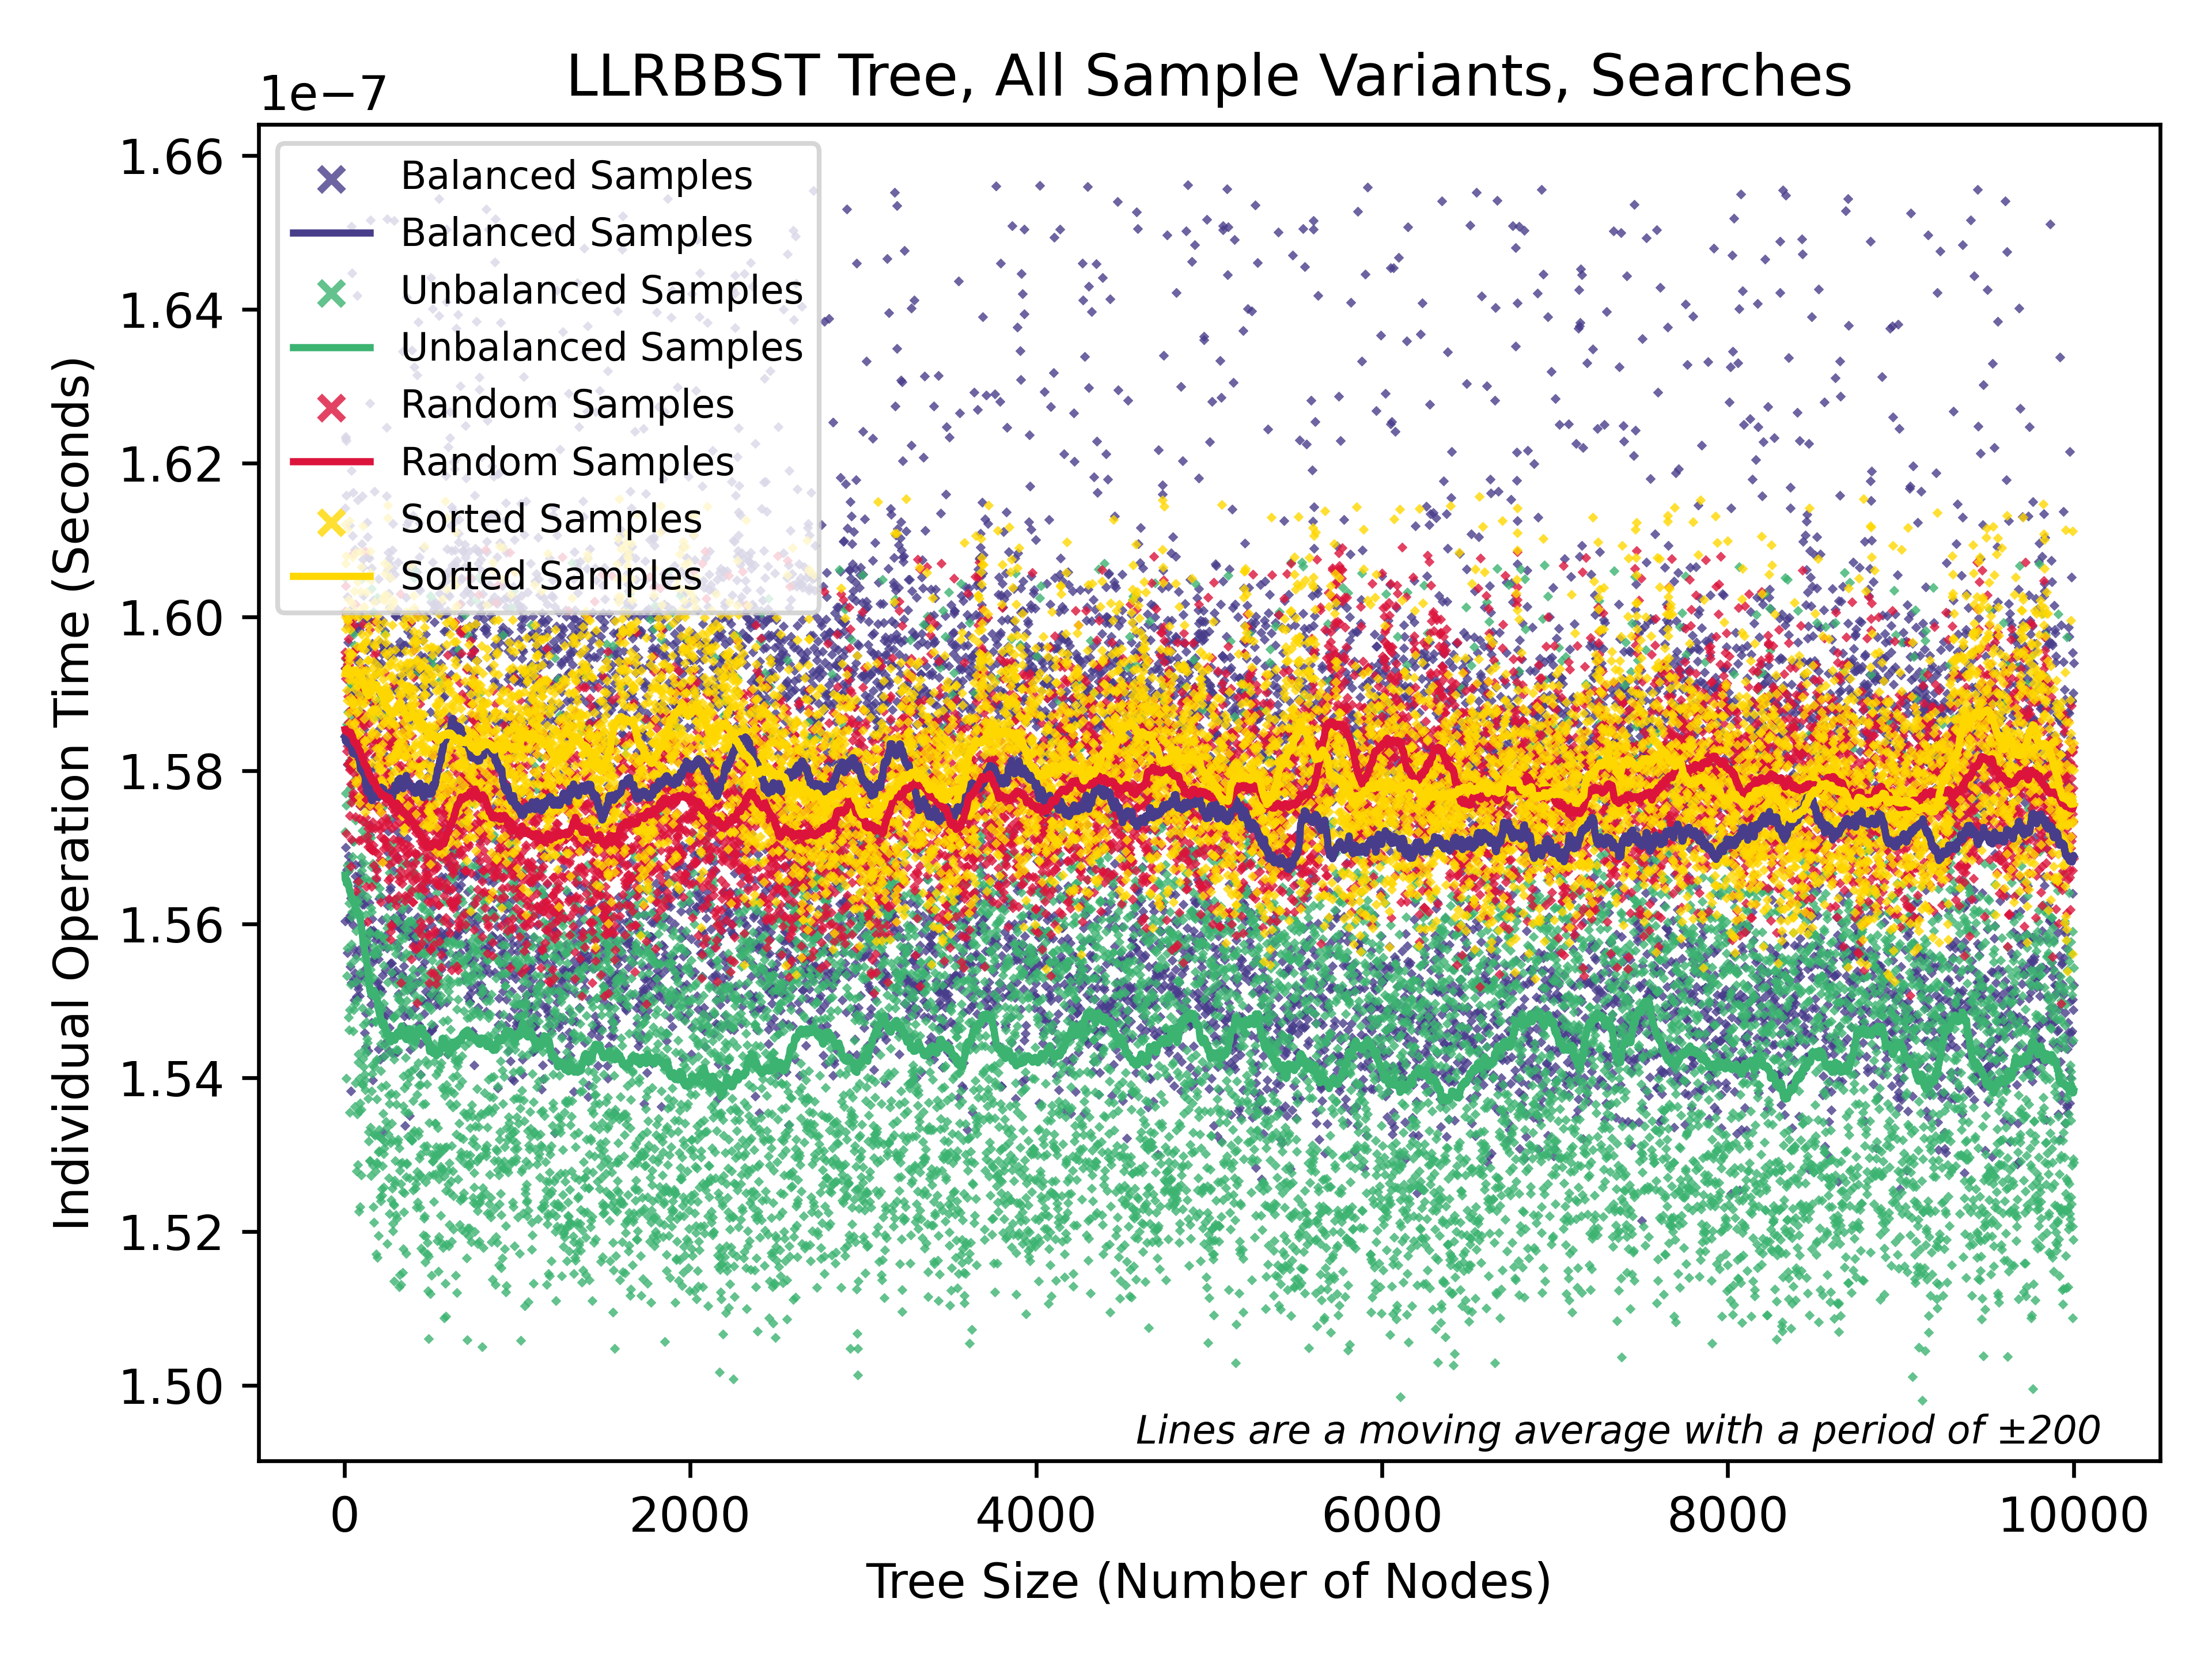 LLRBBST Tree, All Sample Variants, Searches
1e−7
1.66
1.64
1.62
1.60
1.58
1.56
1.54
1.52
1.50
Individual Operation Time (Seconds)
Balanced Samples
Balanced Samples
Unbalanced Samples
Unbalanced Samples
Random Samples
Random Samples
Sorted Samples
Sorted Samples
Lines are a moving average with a period of ±200
0 2000 4000 6000 8000 10000
Tree Size (Number of Nodes)